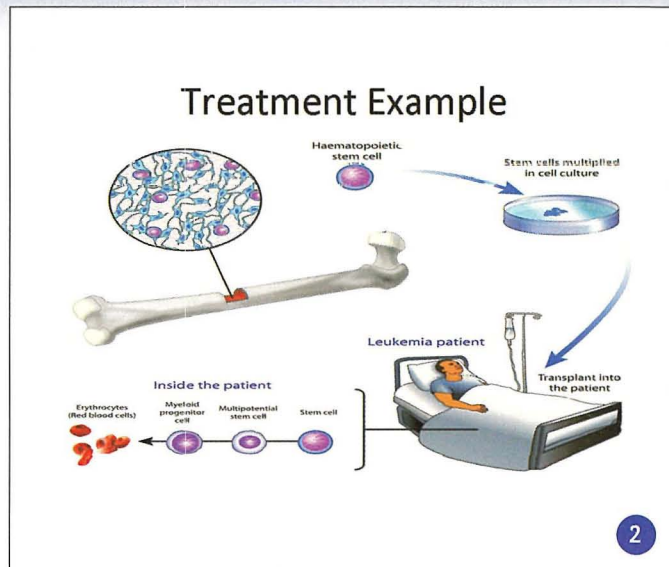 Treatment Example
Haematopoietic
stem cell
Stem cells multiplied
in cell culture
Leukemia patient
Transplant into
the patient
Inside the patient
Erythrocytes
(Red blood cells)
Myeloid
progenitor
cell
Multipotential
stem cell
Stem cell
2